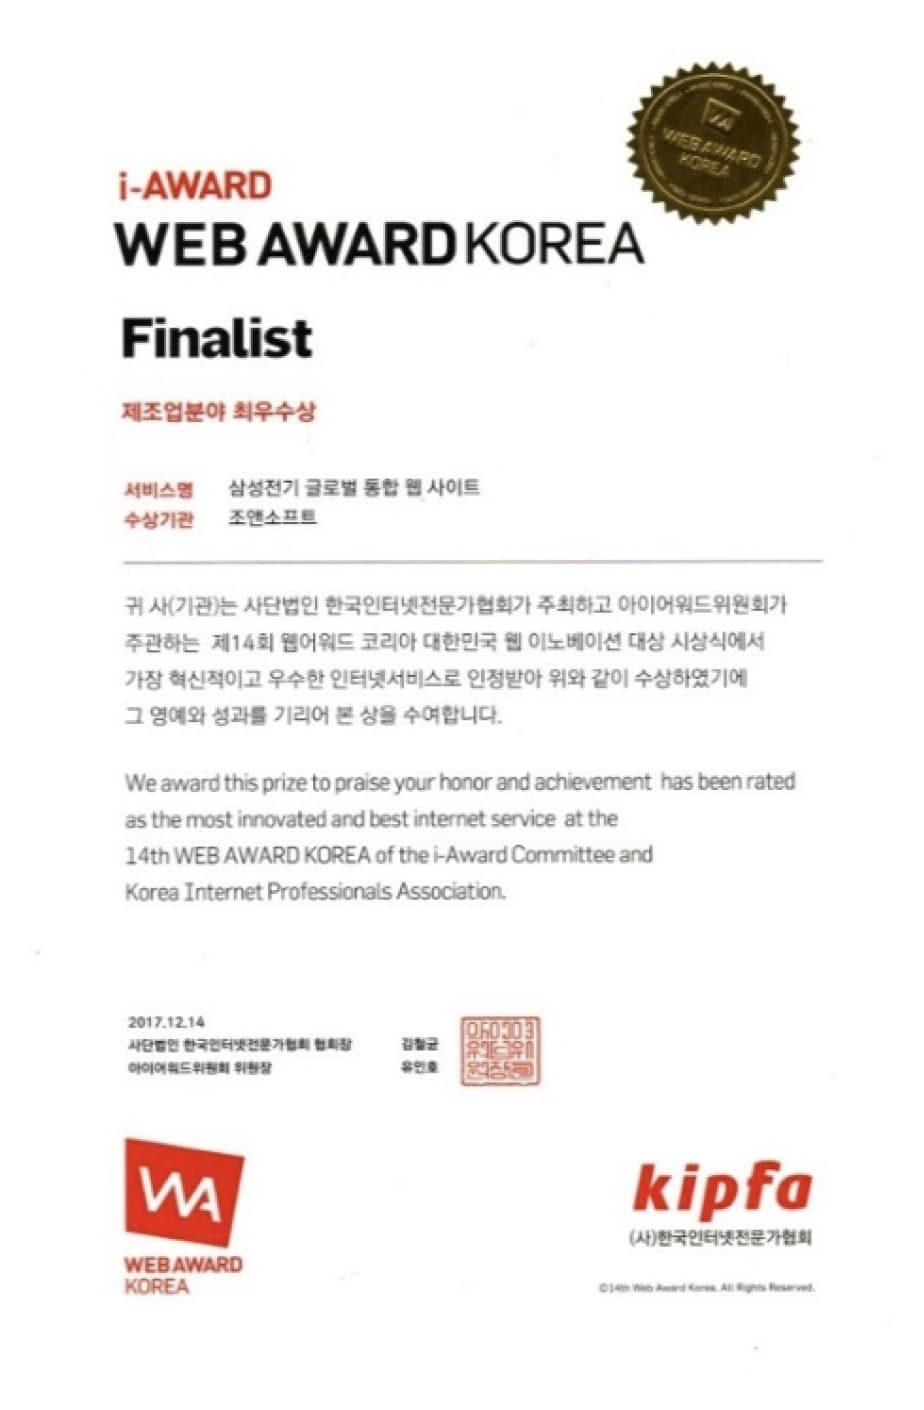 WEB AWARD
KOREA
i-AWARD
WEB AWARD KOREA
Finalist
제조업분야 최우수상
서비스명 삼성전기 글로벌 통합 웹 사이트
수상기관 조앤소프트
귀 사(기관)는 사단법인 한국인터넷전문가협회가 주최하고 아이어워드위원회가
주관하는 제14회 웹어워드 코리아 대한민국 웹 이노베이션 대상 시상식에서
가장 혁신적이고 우수한 인터넷서비스로 인정받아 위와 같이 수상하였기에
그 영예와 성과를 기리어 본 상을 수여합니다.
We award this prize to praise your honor and achievement has been rated
as the most innovated and best internet service at the
14th WEB AWARD KOREA of the i-Award Committee and
Korea Internet Professionals Association.
2017.12.14
사단법인 한국인터넷전문가협회 협회장 김철균
아이어워드위원회 위원장 유인호
WA
WEB AWARD
KOREA
kipfa
(사)한국인터넷전문가협회
©14th Web Award Korea. All Rights Reserved.